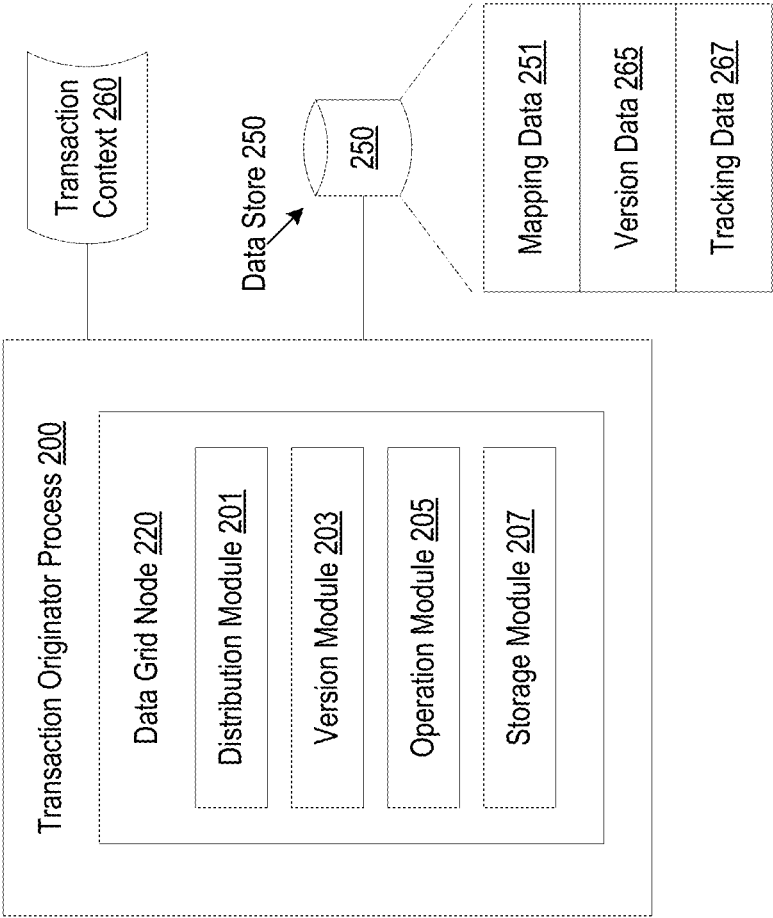 Transaction Originator Process 200
Data Grid Node 220
Distribution Module 201
Version Module 203
Operation Module 205
Storage Module 207
Transaction
Context 260
Data Store 250
250
Mapping Data 251
Version Data 265
Tracking Data 267